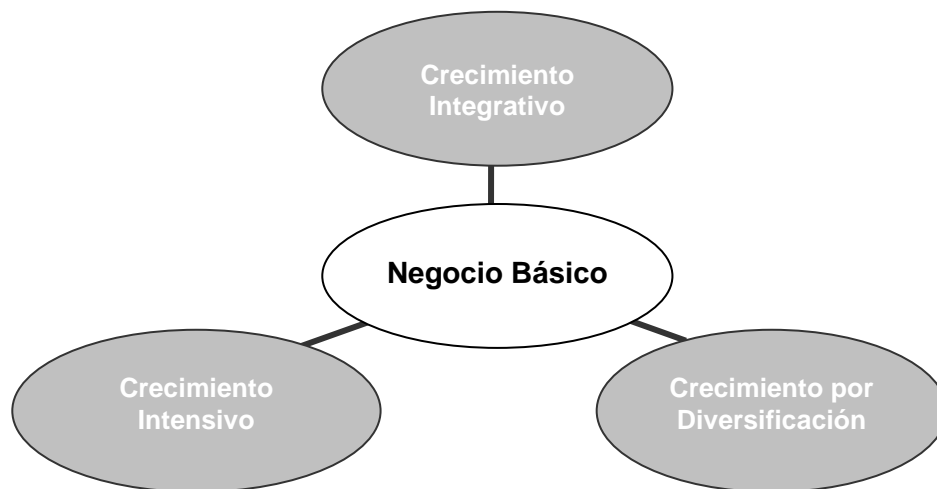 Crecimiento
Integrativo
Negocio Básico
Crecimiento
Intensivo
Crecimiento por
Diversificación